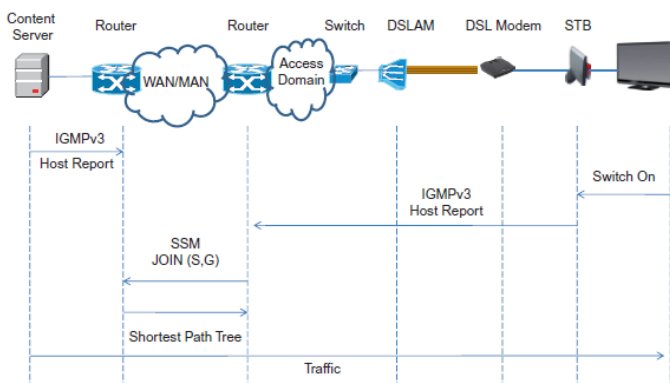 Content
Server
Router
Router
Switch
DSLAM
DSL Modem
STB
WAN/MAN
Access
Domain
IGMPv3
Host Report
Switch On
IGMPv3
Host Report
SSM
JOIN (S,G)
Shortest Path Tree
Traffic